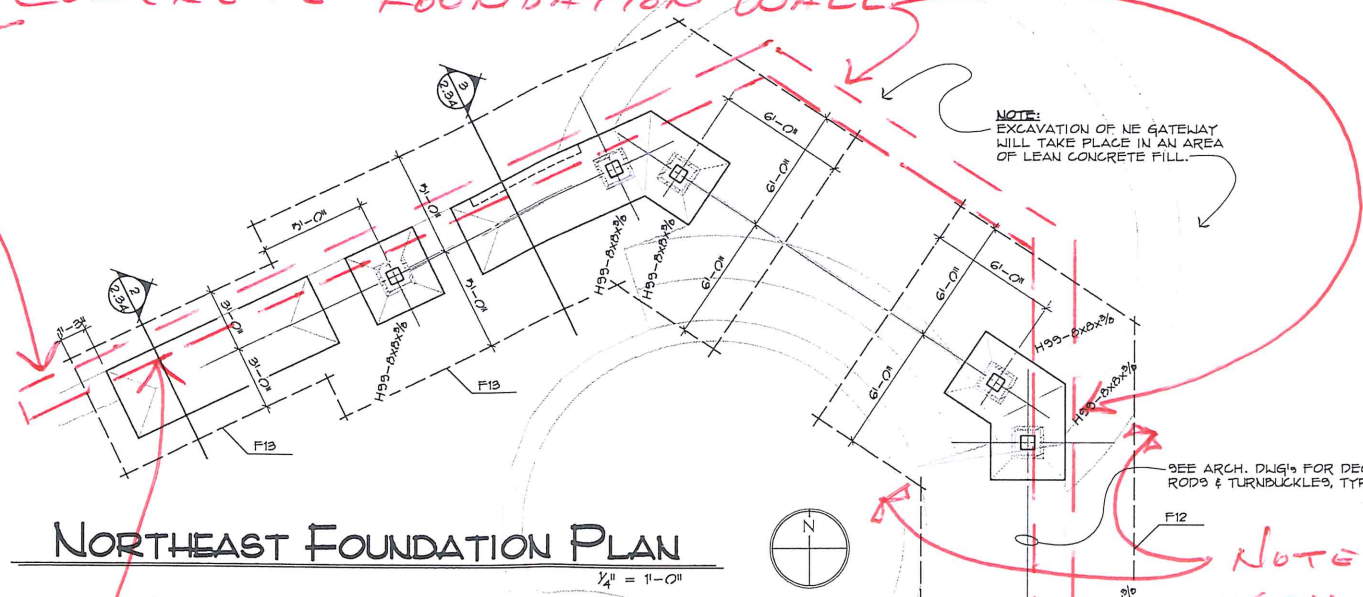 CONCRETE FOUNDATION WALL
NOTE:
EXCAVATION OF NE GATEWAY
WILL TAKE PLACE IN AN AREA
OF LEAN CONCRETE FILL.
3
2.34
6'-0"
6'-0"
6'-0"
5'-0"
5'-0"
5'-0"
HSS-8x8x3/8
HSS-8x8x3/8
6'-0"
6'-0"
6'-0"
2
2.34
1'-3"
3'-0"
3'-0"
HSS-8x8x3/8
HSS-8x8x3/8
HSS-8x8x3/8
F13
F13
SEE ARCH. DWG's FOR
RODS & TURNBUCKLES,
F12
NORTHEAST FOUNDATION PLAN
1/4" = 1'-0"
N
NOTE